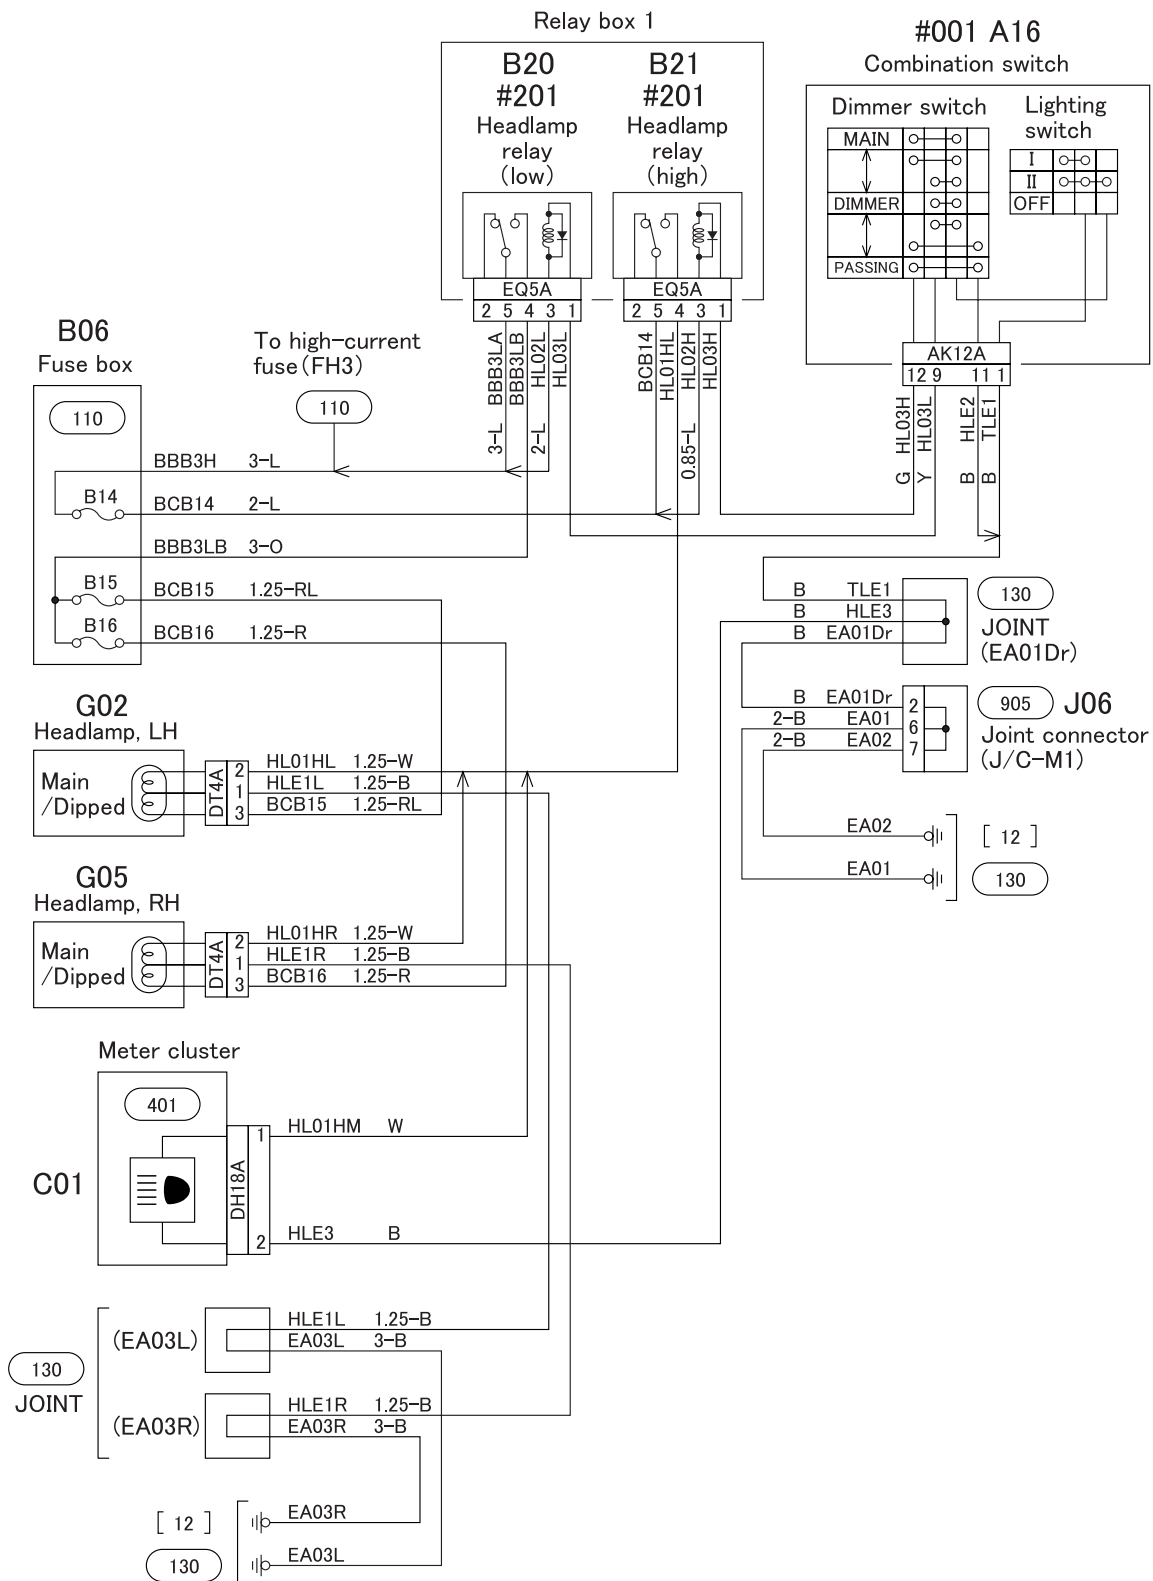 Relay box 1
B20
#201
Headlamp
relay
(low)
B21
#201
Headlamp
relay
(high)
EQ5A
2 5 4 3 1
EQ5A
2 5 4 3 1
#001 A16
Combination switch
Dimmer switch
MAIN
DIMMER
PASSING
Lighting
switch
I
II
OFF
AK12A
12 9 11 1
B06
Fuse box
110
To high-current
fuse(FH3)
110
BBB3LA
BBB3LB
HL02L
HL03L
3-L
2-L
BCB14
HL01HL
HL02H
HL03H
0.85-L
G HL03H
Y HL03L
B HLE2
B TLE1
BBB3H 3-L
B14
BCB14 2-L
BBB3LB 3-O
B15
BCB15 1.25-RL
B16
BCB16 1.25-R
B TLE1
B HLE3
B EA01Dr
130
JOINT
(EA01Dr)
B EA01Dr 2
2-B EA01 6
2-B EA02 7
905 J06
Joint connector
(J/C-M1)
EA02
EA01
[ 12 ]
130
G02
Headlamp, LH
Main
/Dipped
DT4A
2 HL01HL 1.25-W
1 HLE1L 1.25-B
3 BCB15 1.25-RL
G05
Headlamp, RH
Main
/Dipped
DT4A
2 HL01HR 1.25-W
1 HLE1R 1.25-B
3 BCB16 1.25-R
Meter cluster
401
C01
DH18A
1 HL01HM W
2 HLE3 B
130
JOINT
(EA03L)
HLE1L 1.25-B
EA03L 3-B
(EA03R)
HLE1R 1.25-B
EA03R 3-B
[ 12 ]
130
EA03R
EA03L